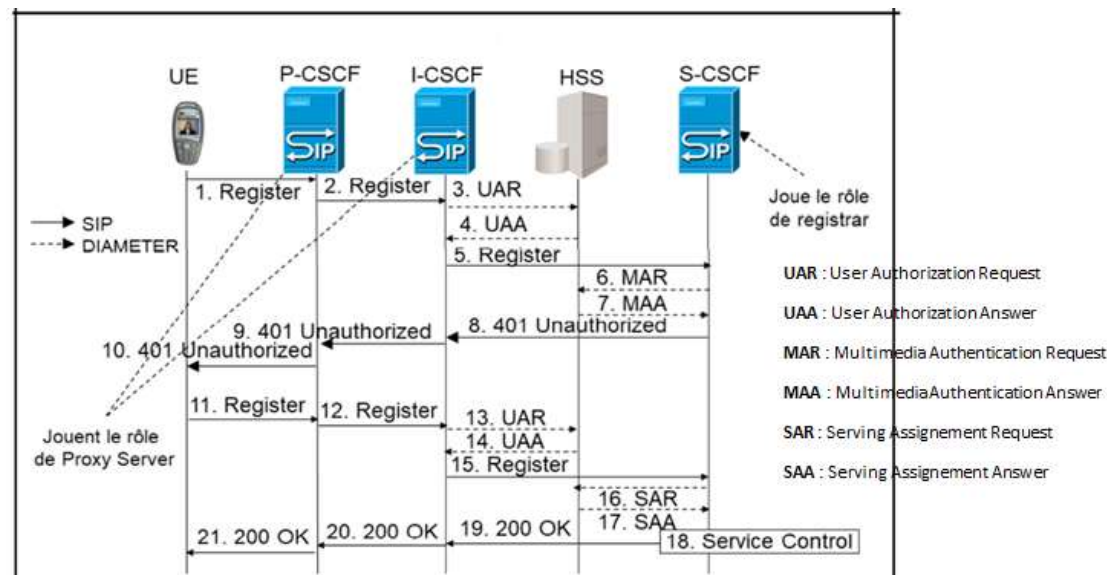 UE
P-CSCF
I-CSCF
HSS
S-CSCF
SIP
SIP
SIP
1. Register
2. Register
3. UAR
Joue le rôle
de registrar
SIP
DIAMETER
4. UAA
5. Register
6. MAR
UAR : User Authorization Request
7. MAA
UAA : User Authorization Answer
8. 401 Unauthorized
9. 401 Unauthorized
10. 401 Unauthorized
MAR : Multimedia Authentication Request
MAA : Multimedia Authentication Answer
11. Register
12. Register
13. UAR
Jouent le rôle
de Proxy Server
14. UAA
SAR : Serving Assignement Request
15. Register
SAA : Serving Assignement Answer
16. SAR
17. SAA
18. Service Control
19. 200 OK
20. 200 OK
21. 200 OK